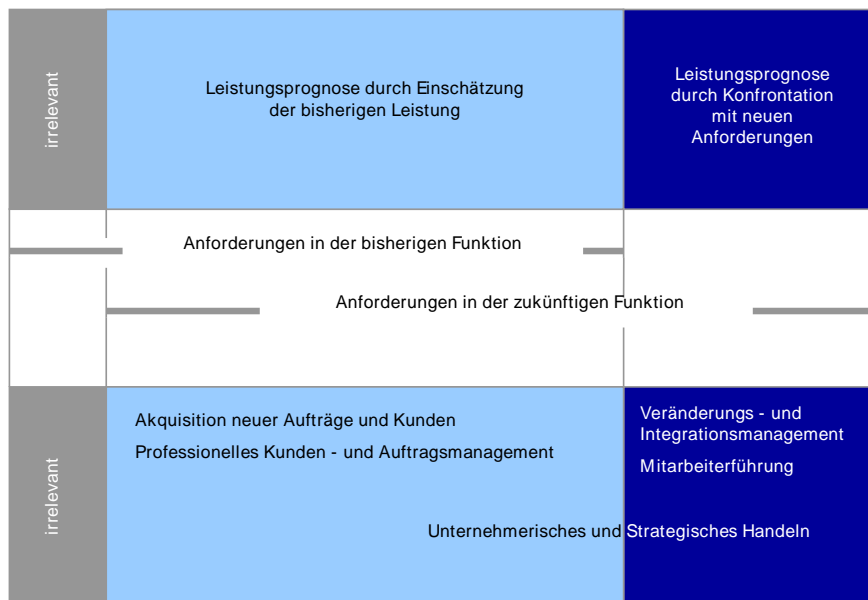 irrelevant
Leistungsprognose durch Einschätzung
der bisherigen Leistung
Leistungsprognose
durch Konfrontation
mit neuen
Anforderungen
Anforderungen in der bisherigen Funktion
Anforderungen in der zukünftigen Funktion
irrelevant
Akquisition neuer Aufträge und Kunden
Professionelles Kunden - und Auftragsmanagement
Veränderungs - und
Integrationsmanagement
Mitarbeiterführung
Unternehmerisches und Strategisches Handeln